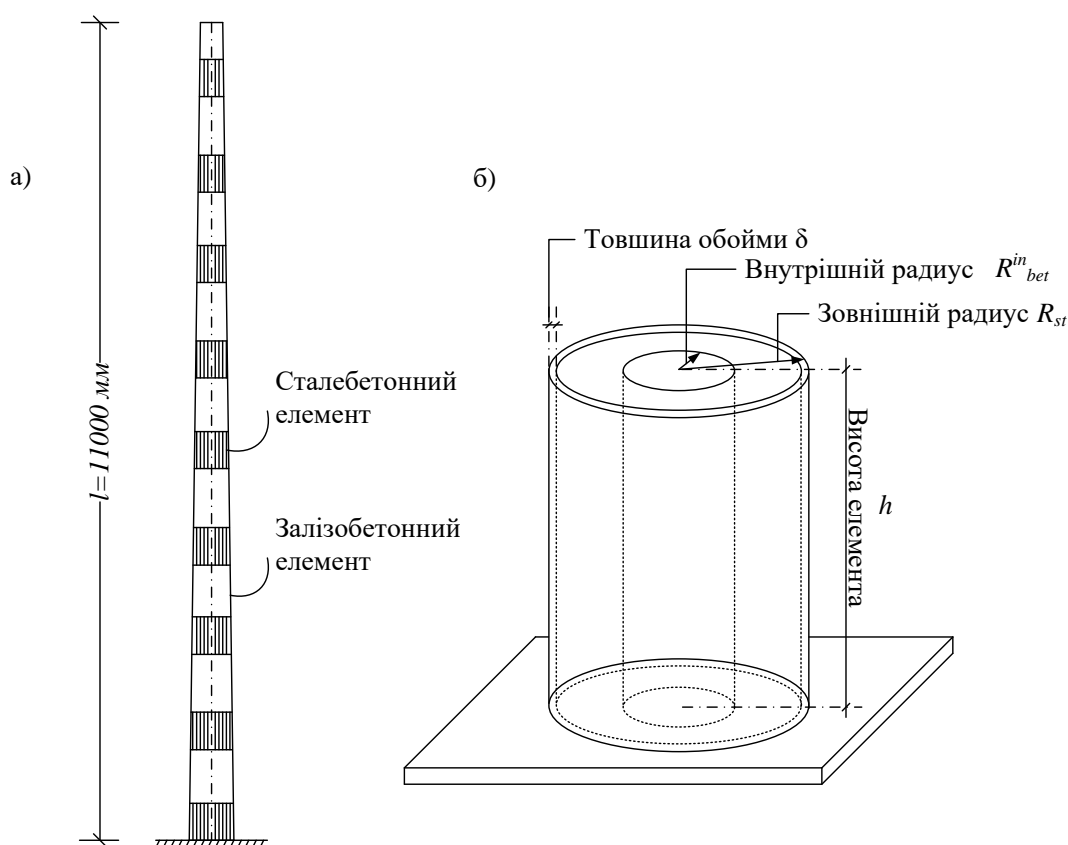 а)
l=11000 мм
Сталебетонний
елемент
Залізобетонний
елемент
б)
Товшина обойми δ
Внутрішній радиус R^in_bet
Зовнішній радиус R_st
Висота елемента
h